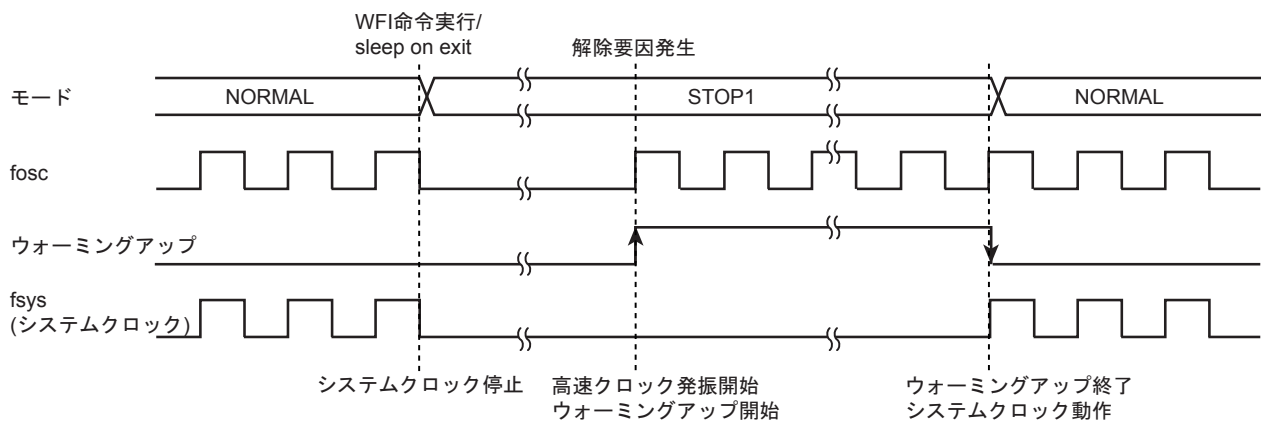 WFI命令実行/
sleep on exit
解除要因発生
モード
NORMAL
STOP1
NORMAL
fosc
ウォーミングアップ
fsys
(システムクロック)
システムクロック停止
高速クロック発振開始
ウォーミングアップ開始
ウォーミングアップ終了
システムクロック動作